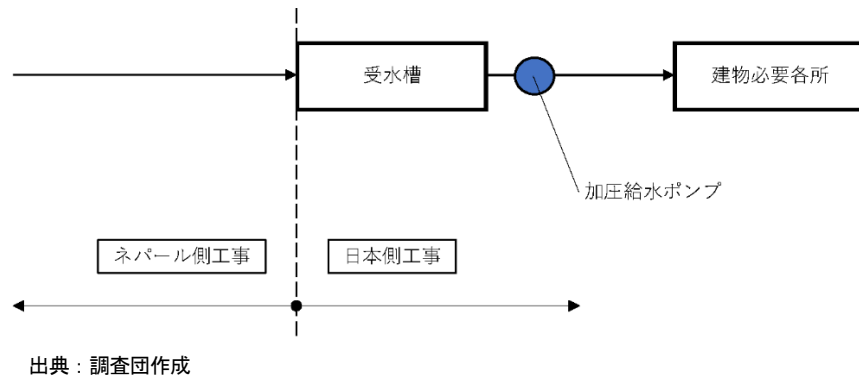 受水槽
建物必要各所
加圧給水ポンプ
ネパール側工事
日本側工事
出典：調査団作成